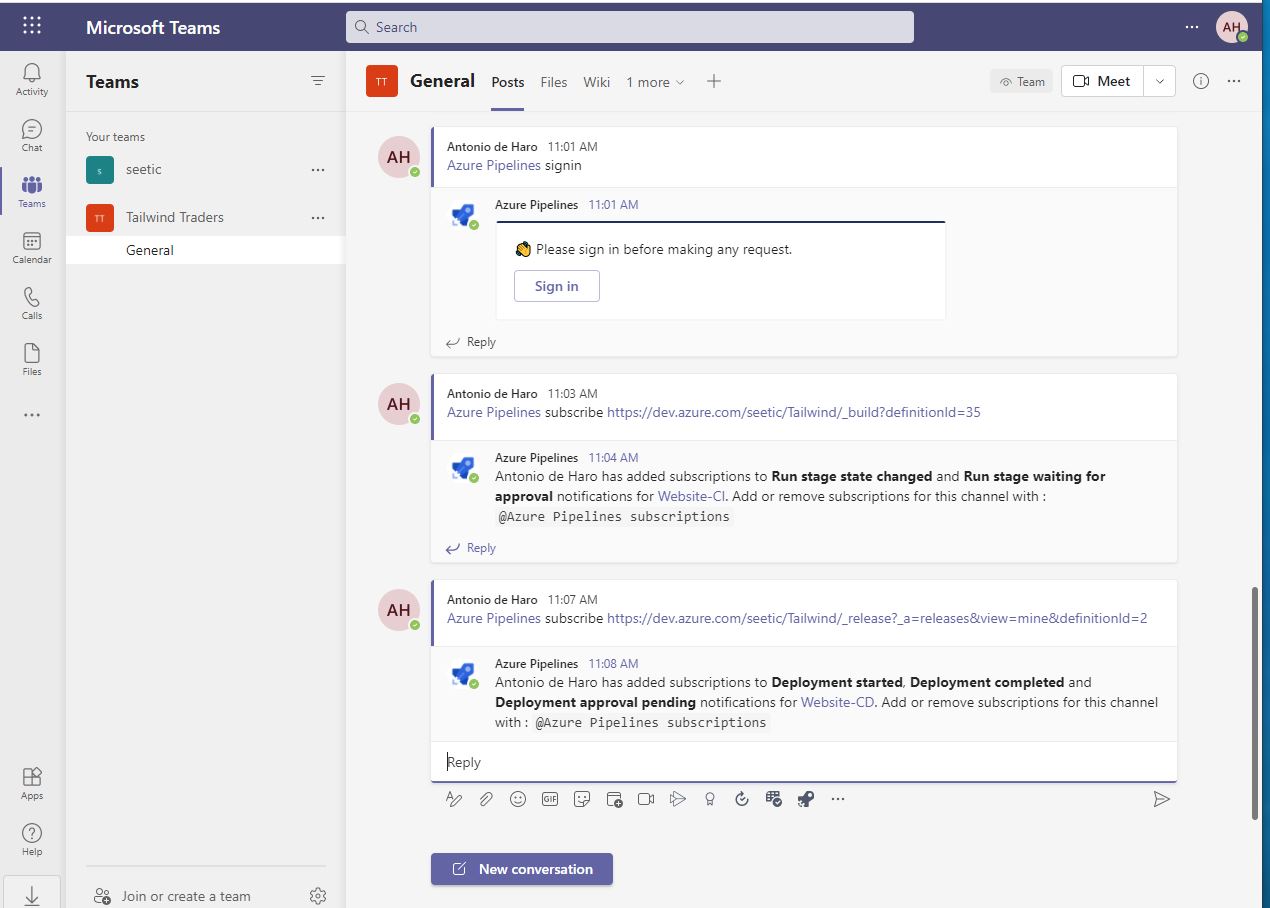 Microsoft Teams
Search
AH
Activity
Chat
Teams
Calendar
Calls
Files
Apps
Help
Teams
Your teams
s
seetic
TT
Tailwind Traders
General
Join or create a team
TT
General
Posts
Files
Wiki
1 more
Team
Meet
AH
Antonio de Haro 11:01 AM
Azure Pipelines signin
Azure Pipelines 11:01 AM
Please sign in before making any request.
Sign in
Reply
AH
Antonio de Haro 11:03 AM
Azure Pipelines subscribe https://dev.azure.com/seetic/Tailwind/_build?definitionId=35
Azure Pipelines 11:04 AM
Antonio de Haro has added subscriptions to Run stage state changed and Run stage waiting for
approval notifications for Website-CI. Add or remove subscriptions for this channel with :
@Azure Pipelines subscriptions
Reply
AH
Antonio de Haro 11:07 AM
Azure Pipelines subscribe https://dev.azure.com/seetic/Tailwind/_release?_a=releases&view=mine&definitionId=2
Azure Pipelines 11:08 AM
Antonio de Haro has added subscriptions to Deployment started, Deployment completed and
Deployment approval pending notifications for Website-CD. Add or remove subscriptions for this channel
with : @Azure Pipelines subscriptions
Reply
GIF
New conversation